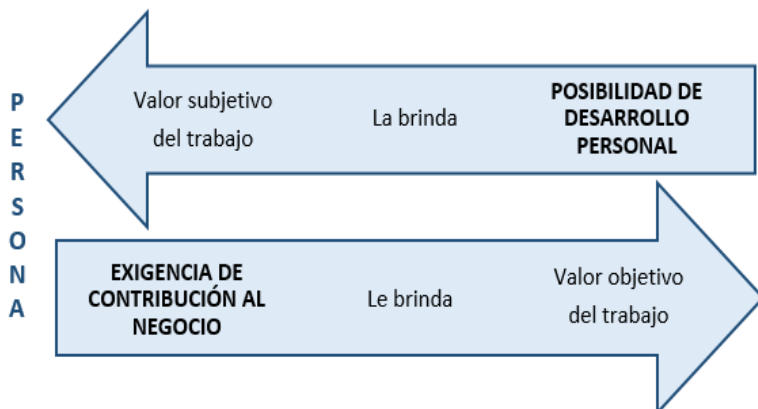 PERSONA
Valor subjetivo
del trabajo
La brinda
POSIBILIDAD DE
DESARROLLO
PERSONAL
EXIGENCIA DE
CONTRIBUCIÓN AL
NEGOCIO
Le brinda
Valor objetivo
del trabajo